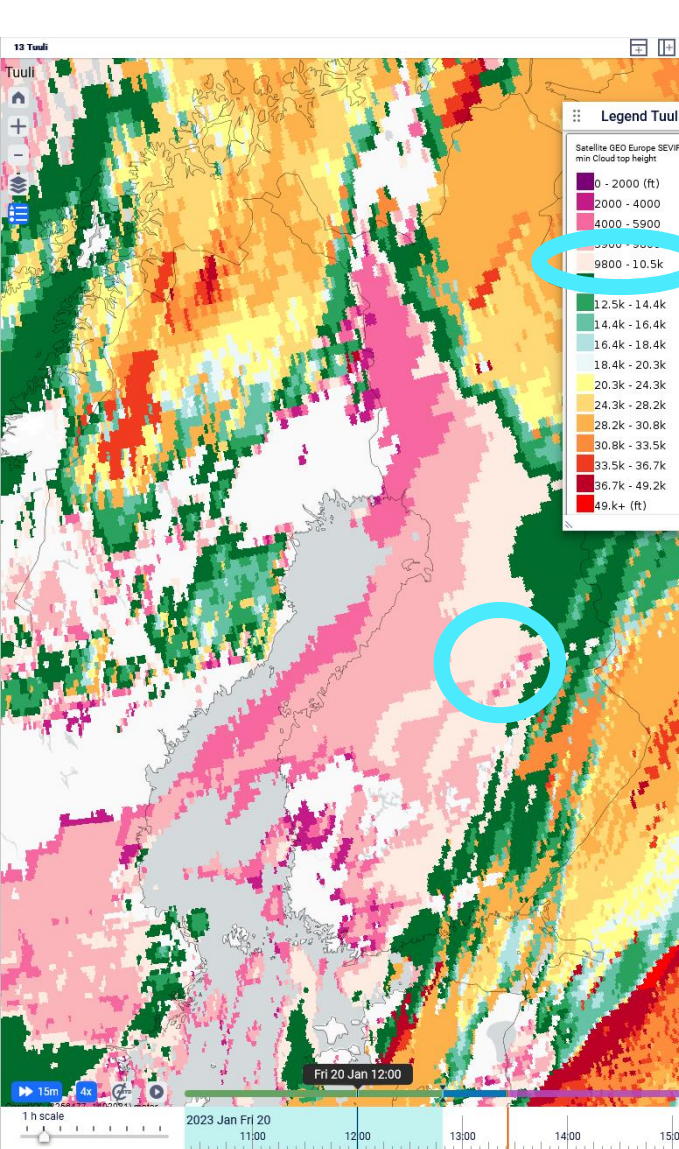 13 Tuuli
Tuuli
Legend Tuul
Satellite GEO Europe SEVIR
min Cloud top height
0 - 2000 (ft)
2000 - 4000
4000 - 5900
9800 - 10.5k
12.5k - 14.4k
14.4k - 16.4k
16.4k - 18.4k
18.4k - 20.3k
20.3k - 24.3k
24.3k - 28.2k
28.2k - 30.8k
30.8k - 33.5k
33.5k - 36.7k
36.7k - 49.2k
49.k+ (ft)
Fri 20 Jan 12:00
15m
4x
1 h scale
2023 Jan Fri 20
11:00
12:00
13:00
14:00
15:0